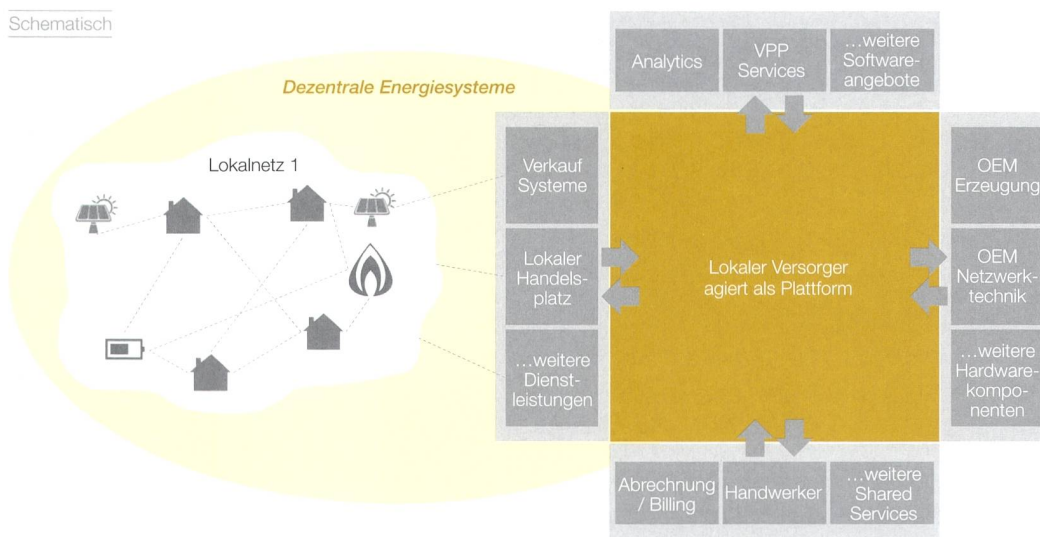 Schematisch
Dezentrale Energiesysteme
Lokalnetz 1
Analytics
VPP
Services
...weitere
Software-
angebote
Verkauf
Systeme
Lokaler
Handels-
platz
...weitere
Dienst-
leistungen
Lokaler Versorger
agiert als Plattform
OEM
Erzeugung
OEM
Netzwerk-
technik
...weitere
Hardware-
kompo-
nenten
Abrechnung
/ Billing
Handwerker
...weitere
Shared
Services